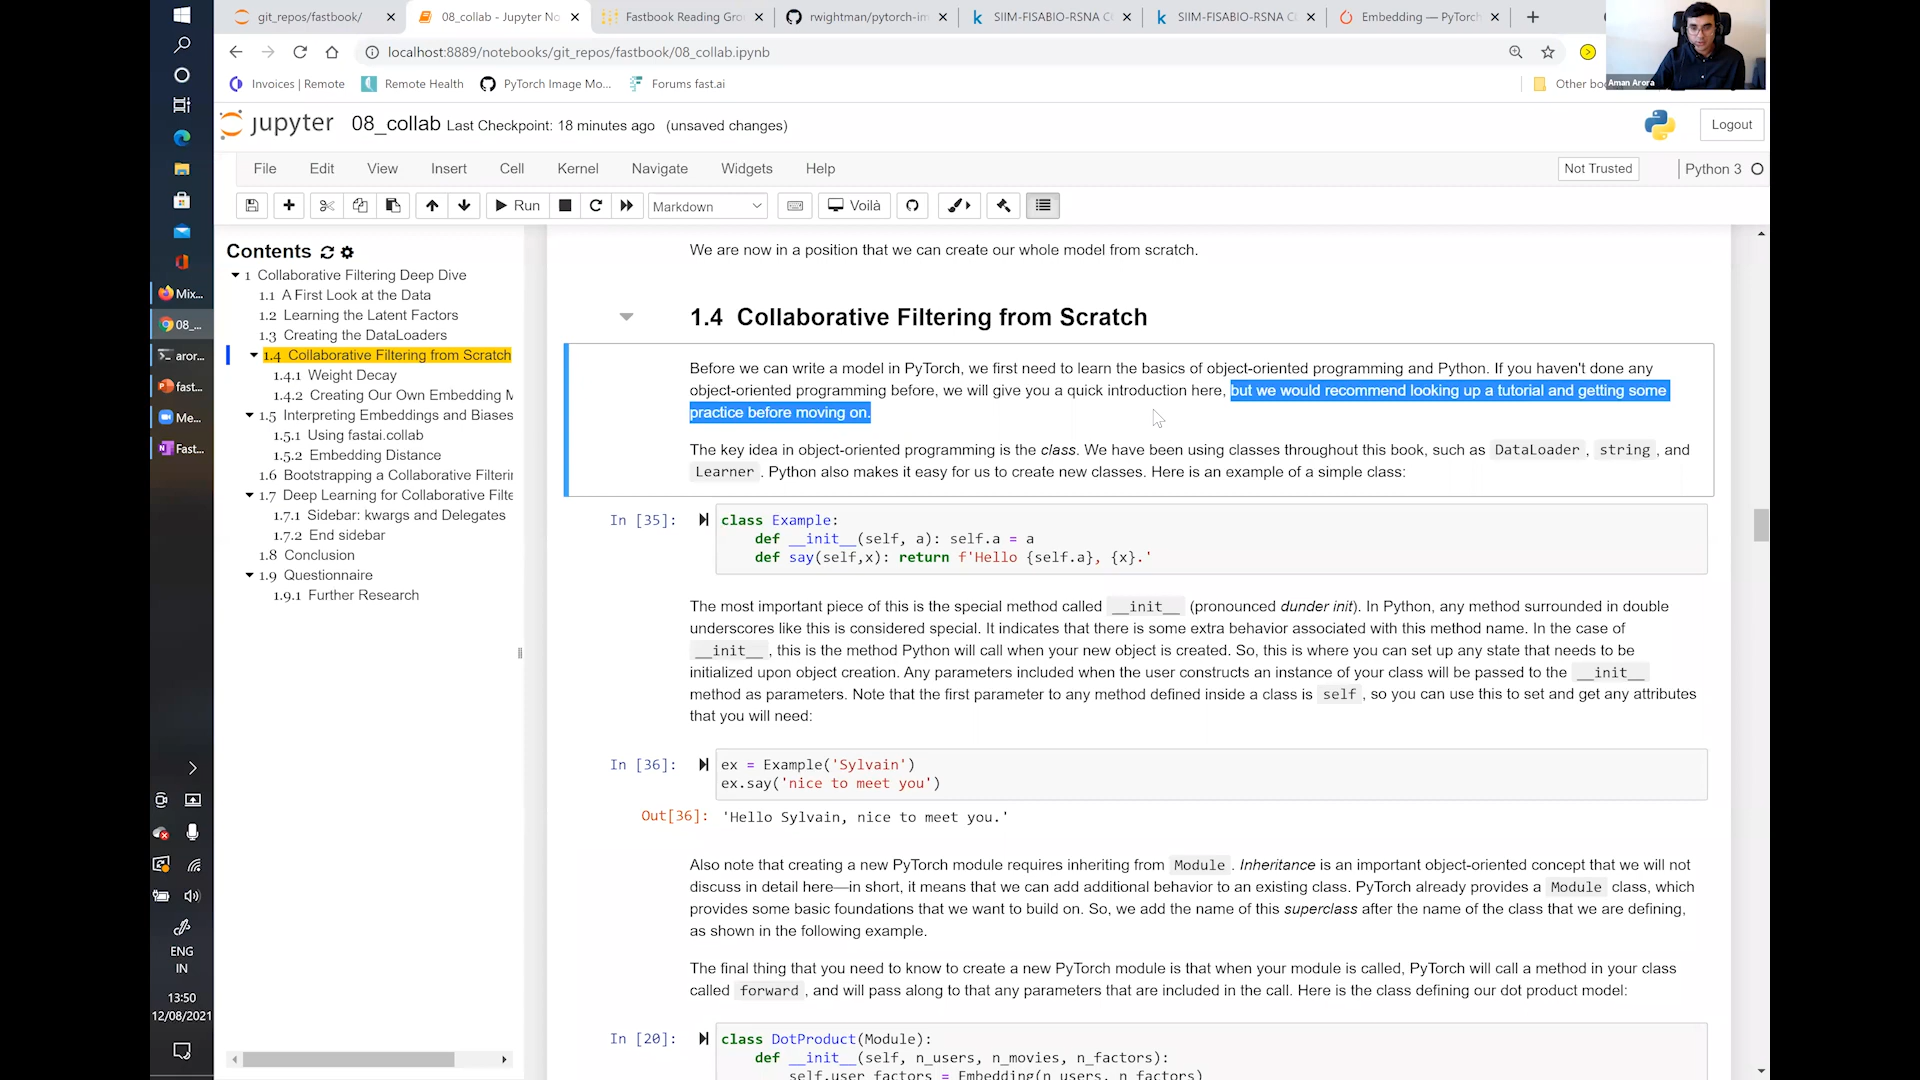 git_repos/fastbook/
08_collab - Jupyter No
Fastbook Reading Gro
rwightman/pytorch-im
SIIM-FISABIO-RSNA C
SIIM-FISABIO-RSNA C
Embedding — PyTorch
localhost:8889/notebooks/git_repos/fastbook/08_collab.ipynb
Aman Arora
Invoices | Remote
Remote Health
PyTorch Image Mo...
Forums fast.ai
Other bo
jupyter
08_collab Last Checkpoint: 18 minutes ago (unsaved changes)
Logout
File Edit View Insert Cell Kernel Navigate Widgets Help
Not Trusted
Python 3
Run
Markdown
Voilà
Contents
1 Collaborative Filtering Deep Dive
1.1 A First Look at the Data
1.2 Learning the Latent Factors
1.3 Creating the DataLoaders
1.4 Collaborative Filtering from Scratch
1.4.1 Weight Decay
1.4.2 Creating Our Own Embedding M
1.5 Interpreting Embeddings and Biases
1.5.1 Using fastai.collab
1.5.2 Embedding Distance
1.6 Bootstrapping a Collaborative Filterin
1.7 Deep Learning for Collaborative Filte
1.7.1 Sidebar: kwargs and Delegates
1.7.2 End sidebar
1.8 Conclusion
1.9 Questionnaire
1.9.1 Further Research
Mix...
08_...
aror...
fast...
Me...
Fast...
ENG
IN
13:50
12/08/2021
We are now in a position that we can create our whole model from scratch.
1.4 Collaborative Filtering from Scratch
Before we can write a model in PyTorch, we first need to learn the basics of object-oriented programming and Python. If you haven't done any
object-oriented programming before, we will give you a quick introduction here, but we would recommend looking up a tutorial and getting some
practice before moving on.
The key idea in object-oriented programming is the class. We have been using classes throughout this book, such as DataLoader, string, and
Learner. Python also makes it easy for us to create new classes. Here is an example of a simple class:
In [35]:
class Example:
def __init__(self, a): self.a = a
def say(self,x): return f'Hello {self.a}, {x}.'
The most important piece of this is the special method called __init__ (pronounced dunder init). In Python, any method surrounded in double
underscores like this is considered special. It indicates that there is some extra behavior associated with this method name. In the case of
__init__, this is the method Python will call when your new object is created. So, this is where you can set up any state that needs to be
initialized upon object creation. Any parameters included when the user constructs an instance of your class will be passed to the __init__
method as parameters. Note that the first parameter to any method defined inside a class is self, so you can use this to set and get any attributes
that you will need:
In [36]:
ex = Example('Sylvain')
ex.say('nice to meet you')
Out[36]: 'Hello Sylvain, nice to meet you.'
Also note that creating a new PyTorch module requires inheriting from Module. Inheritance is an important object-oriented concept that we will not
discuss in detail here—in short, it means that we can add additional behavior to an existing class. PyTorch already provides a Module class, which
provides some basic foundations that we want to build on. So, we add the name of this superclass after the name of the class that we are defining,
as shown in the following example.
The final thing that you need to know to create a new PyTorch module is that when your module is called, PyTorch will call a method in your class
called forward, and will pass along to that any parameters that are included in the call. Here is the class defining our dot product model:
In [20]:
class DotProduct(Module):
def __init__(self, n_users, n_movies, n_factors):
self.user_factors = Embedding(n_users, n_factors)